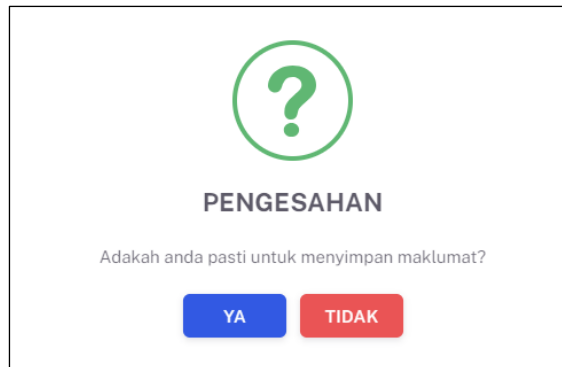 ?
PENGESAHAN
Adakah anda pasti untuk menyimpan maklumat?
YA TIDAK